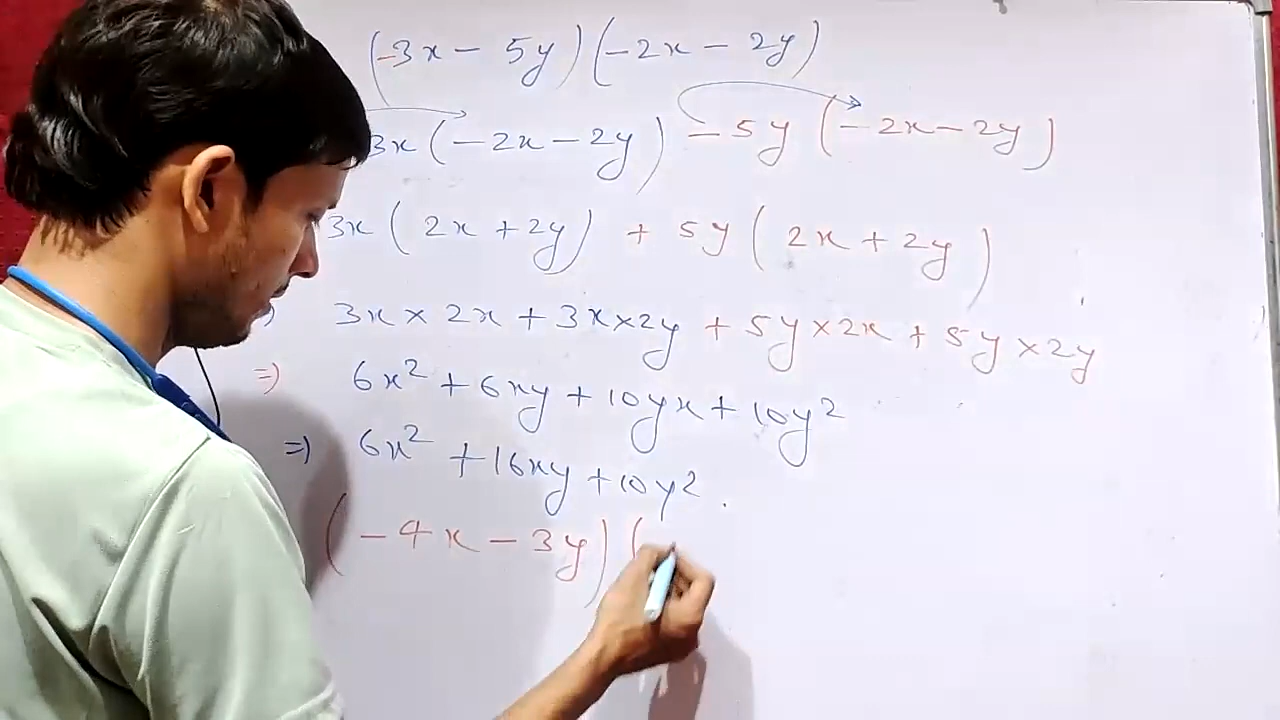 (-3x - 5y)(-2x - 2y)
3x(-2x - 2y) - 5y(-2x - 2y)
3x(2x + 2y) + 5y(2x + 2y)
3x × 2x + 3x × 2y + 5y × 2x + 5y × 2y
⇒ 6x² + 6xy + 10yx + 10y²
⇒ 6x² + 16xy + 10y².
(-4x - 3y)(